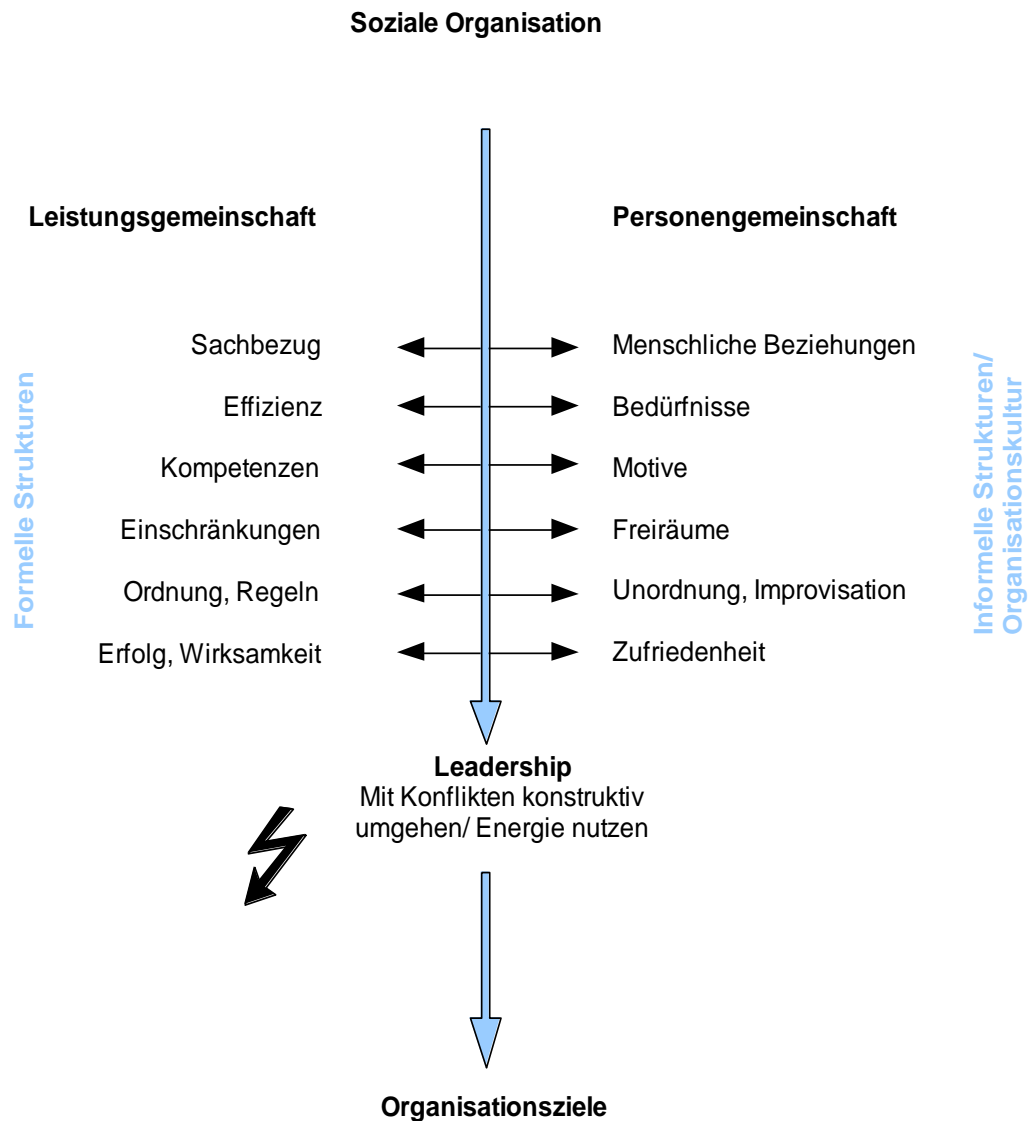 Soziale Organisation
Leistungsgemeinschaft
Personengemeinschaft
Formelle Strukturen
Sachbezug
Menschliche Beziehungen
Effizienz
Bedürfnisse
Kompetenzen
Motive
Einschränkungen
Freiräume
Ordnung, Regeln
Unordnung, Improvisation
Erfolg, Wirksamkeit
Zufriedenheit
Informelle Strukturen/
Organisationskultur
Leadership
Mit Konflikten konstruktiv
umgehen/ Energie nutzen
Organisationsziele